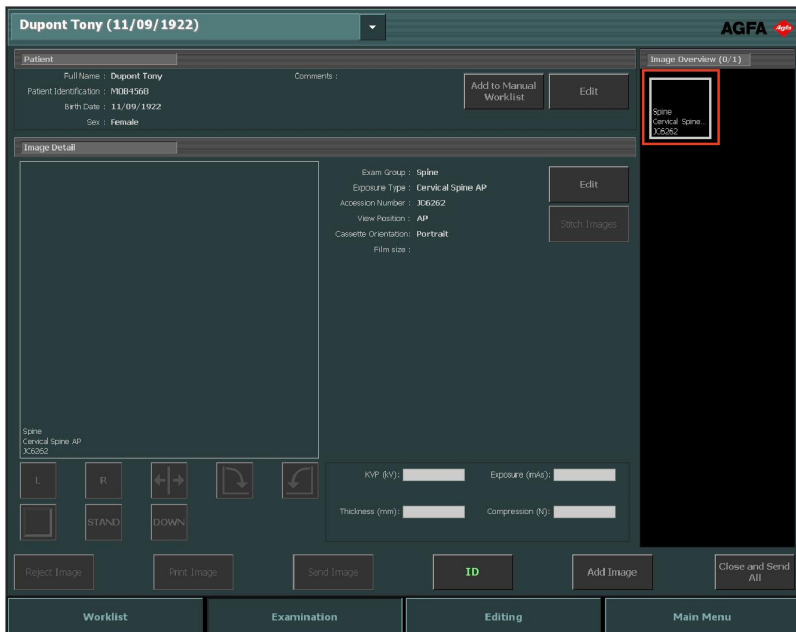 Dupont Tony (11/09/1922)
AGFA
Agfa
Patient
Full Name : Dupont Tony
Patient Identification : MOB456B
Birth Date : 11/09/1922
Sex : Female
Comments :
Add to Manual
Worklist
Edit
Image Overview (0/1)
Spine
Cervical Spine...
JC6262
Image Detail
Spine
Cervical Spine AP
JC6262
Exam Group : Spine
Exposure Type : Cervical Spine AP
Accession Number : JC6262
View Position : AP
Cassette Orientation: Portrait
Film size :
Edit
Stitch Images
L
R
STAND
DOWN
KVP (kV):
Exposure (mAs):
Thickness (mm):
Compression (N):
Reject Image
Print Image
Send Image
ID
Add Image
Close and Send
All
Worklist
Examination
Editing
Main Menu